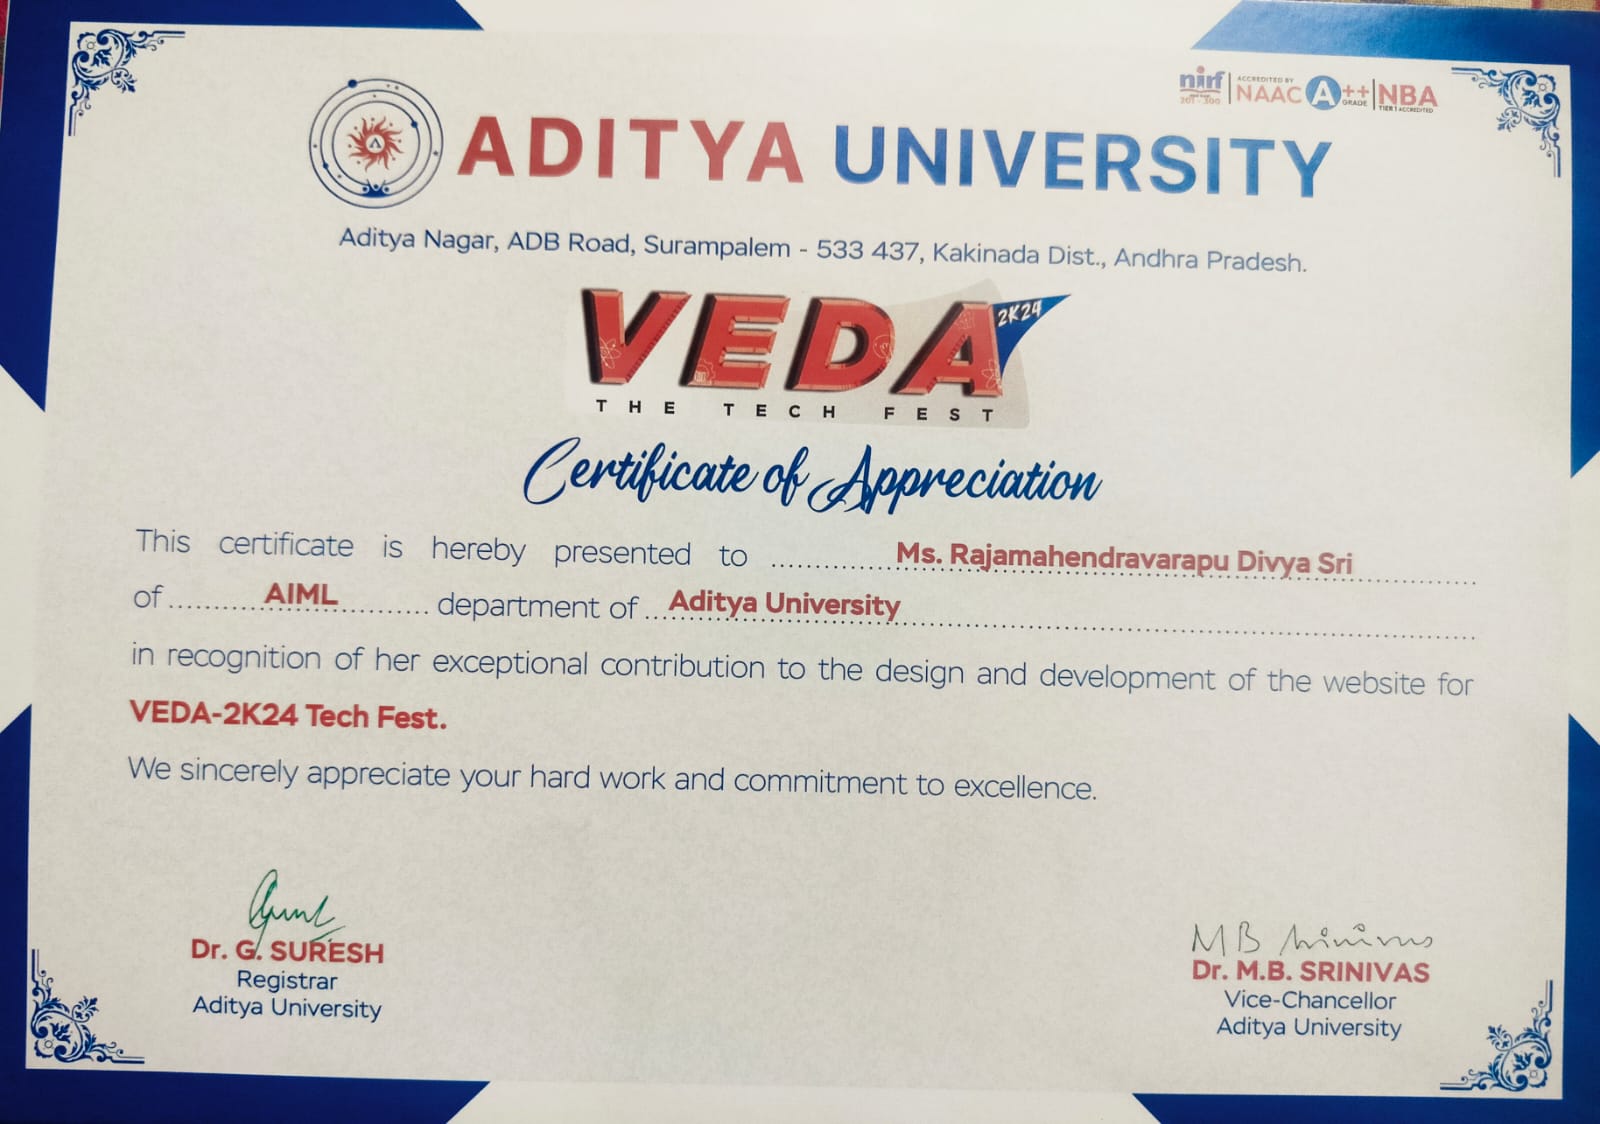 nirf
201 - 300
ACCREDITED BY
NAAC A++ GRADE
NBA
TIER 1 ACCREDITED
ADITYA UNIVERSITY
Aditya Nagar, ADB Road, Surampalem - 533 437, Kakinada Dist., Andhra Pradesh.
VEDA 2K24
THE TECH FEST
Certificate of Appreciation
This certificate is hereby presented to Ms. Rajamahendravarapu Divya Sri
of AIML department of Aditya University
in recognition of her exceptional contribution to the design and development of the website for
VEDA-2K24 Tech Fest.
We sincerely appreciate your hard work and commitment to excellence.
Dr. G. SURESH
Registrar
Aditya University
MB Srinivas
Dr. M.B. SRINIVAS
Vice-Chancellor
Aditya University